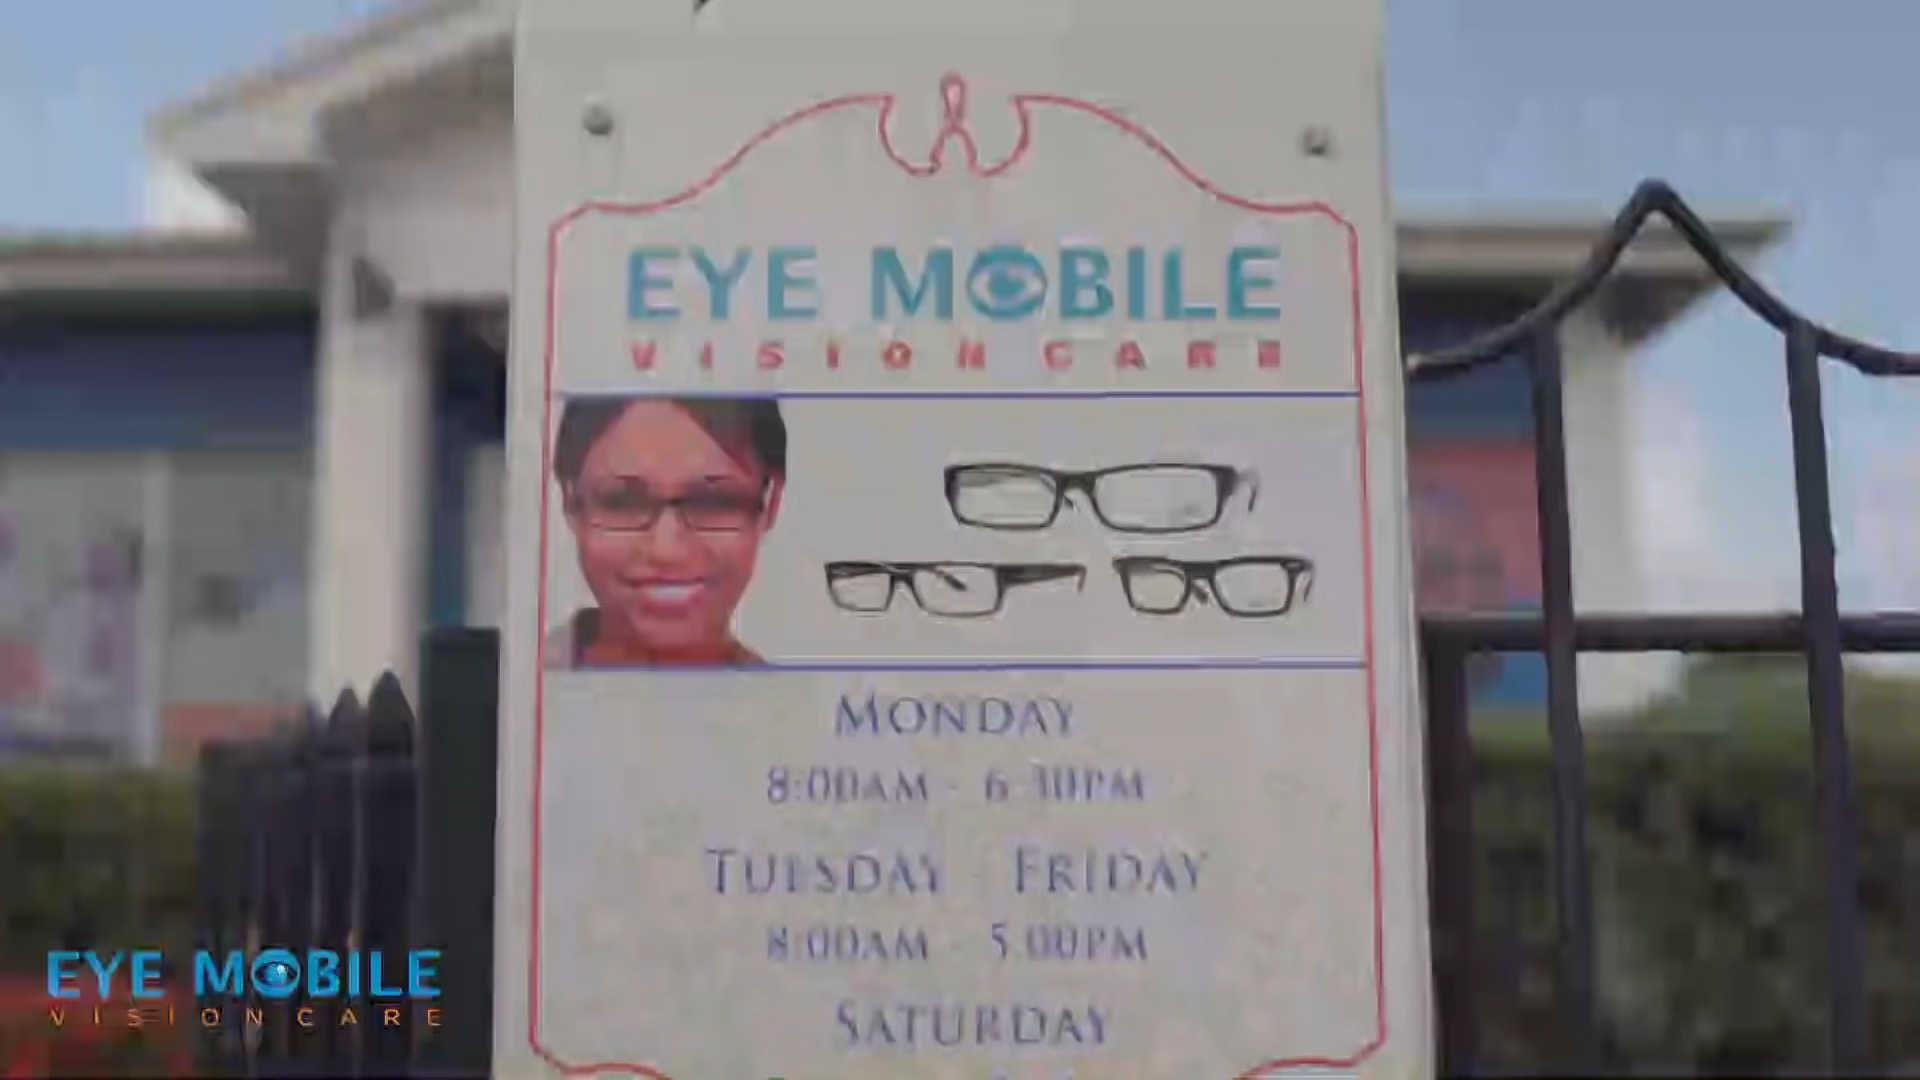 EYE MOBILE
VISION CARE
MONDAY
8:00AM - 6:30PM
TUESDAY - FRIDAY
8:00AM - 5:00PM
SATURDAY
EYE MOBILE
VISION CARE